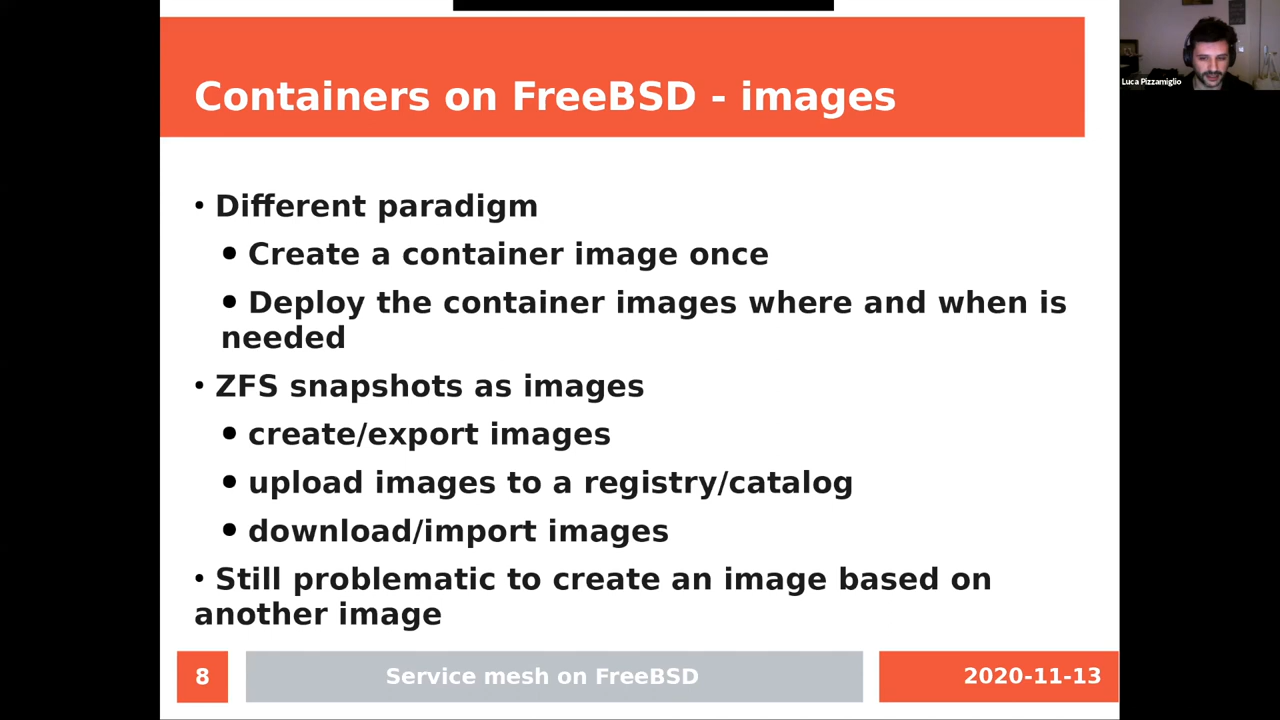 Containers on FreeBSD - images
Luca Pizzamiglio
• Different paradigm
● Create a container image once
● Deploy the container images where and when is
needed
• ZFS snapshots as images
● create/export images
● upload images to a registry/catalog
● download/import images
• Still problematic to create an image based on
another image
8
Service mesh on FreeBSD
2020-11-13